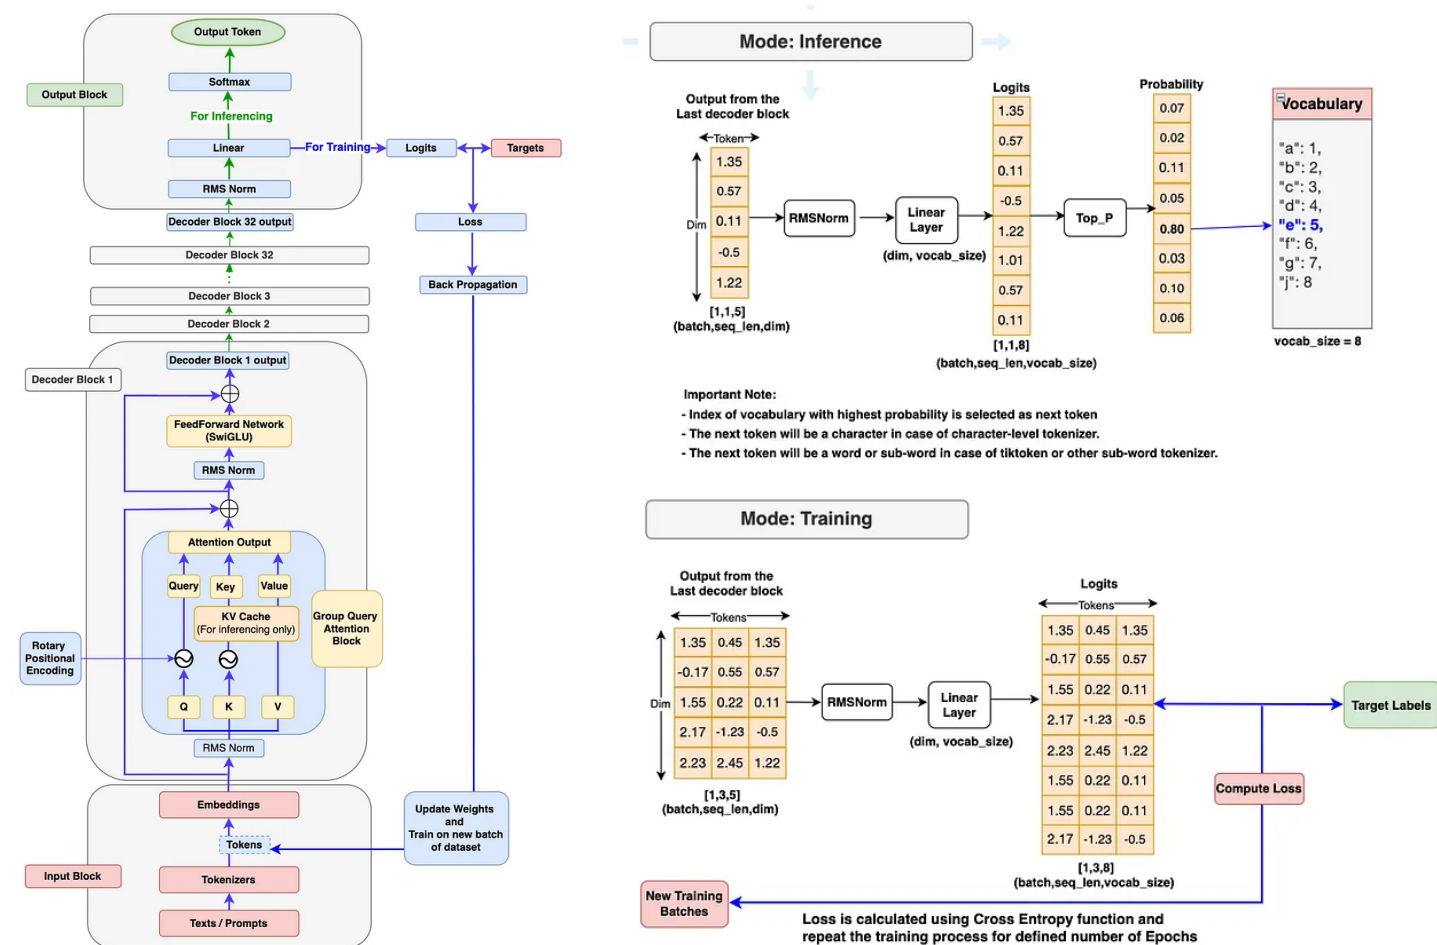 Output Token
Softmax
Output Block
For Inferencing
Linear
For Training
Logits
Targets
RMS Norm
Decoder Block 32 output
Loss
Decoder Block 32
Back Propagation
Decoder Block 3
Decoder Block 2
Decoder Block 1 output
Decoder Block 1
FeedForward Network
(SwiGLU)
RMS Norm
Attention Output
Query
Key
Value
KV Cache
(For inferencing only)
Group Query
Attention
Block
Rotary
Positional
Encoding
Q
K
V
RMS Norm
Embeddings
Update Weights
and
Train on new batch
of dataset
Tokens
Input Block
Tokenizers
Texts / Prompts
Mode: Inference
Output from the
Last decoder block
Token
Dim
1.35
0.57
0.11
-0.5
1.22
[1,1,5]
(batch,seq_len,dim)
RMSNorm
Linear
Layer
(dim, vocab_size)
Logits
1.35
0.57
0.11
-0.5
1.22
1.01
0.57
0.11
[1,1,8]
(batch,seq_len,vocab_size)
Top_P
Probability
0.07
0.02
0.11
0.05
0.80
0.03
0.10
0.06
Vocabulary
"a": 1,
"b": 2,
"c": 3,
"d": 4,
"e": 5,
"f": 6,
"g": 7,
"j": 8
vocab_size = 8
Important Note:
- Index of vocabulary with highest probability is selected as next token
- The next token will be a character in case of character-level tokenizer.
- The next token will be a word or sub-word in case of tiktoken or other sub-word tokenizer.
Mode: Training
Output from the
Last decoder block
Tokens
Dim
1.35 0.45 1.35
-0.17 0.55 0.57
1.55 0.22 0.11
2.17 -1.23 -0.5
2.23 2.45 1.22
[1,3,5]
(batch,seq_len,dim)
RMSNorm
Linear
Layer
(dim, vocab_size)
Logits
Tokens
1.35 0.45 1.35
-0.17 0.55 0.57
1.55 0.22 0.11
2.17 -1.23 -0.5
2.23 2.45 1.22
1.55 0.22 0.11
1.55 0.22 0.11
2.17 -1.23 -0.5
[1,3,8]
(batch,seq_len,vocab_size)
Target Labels
Compute Loss
New Training
Batches
Loss is calculated using Cross Entropy function and
repeat the training process for defined number of Epochs